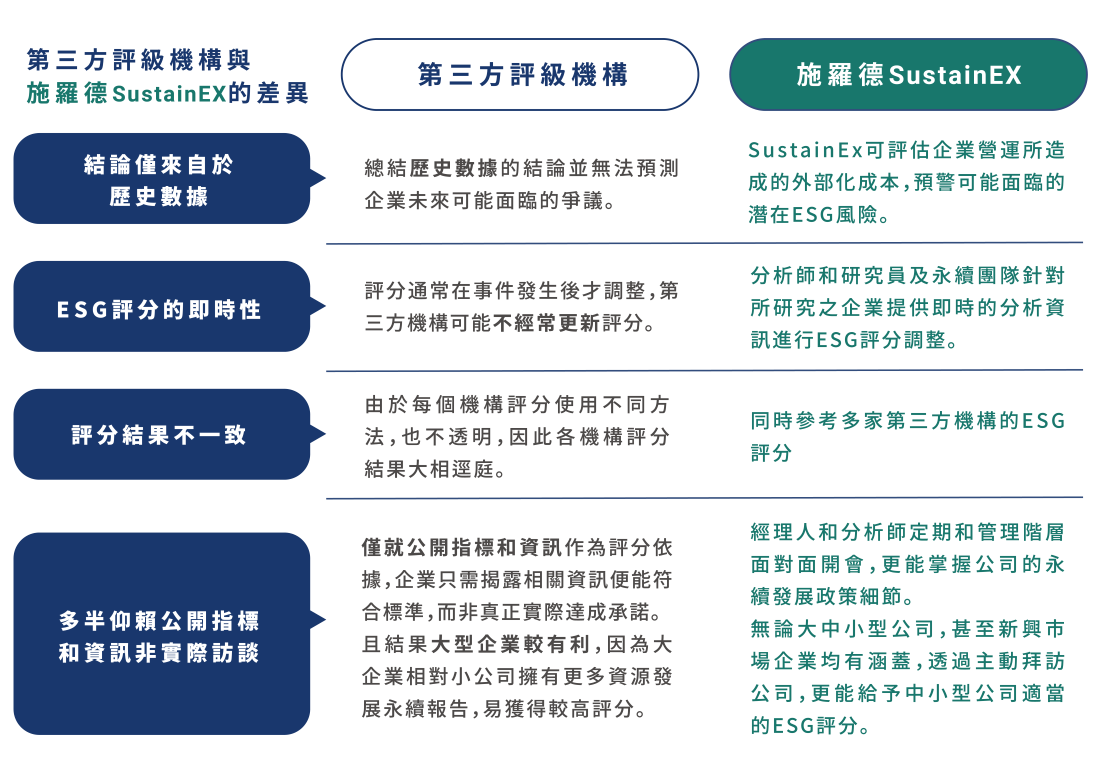 第三方評級機構與
施羅德SustainEX的差異
第三方評級機構
施羅德SustainEX
結論僅來自於
歷史數據
總結歷史數據的結論並無法預測
企業未來可能面臨的爭議。
SustainEx可評估企業營運所造
成的外部化成本,預警可能面臨的
潛在ESG風險。
ESG評分的即時性
評分通常在事件發生後才調整,第
三方機構可能不經常更新評分。
分析師和研究員及永續團隊針對
所研究之企業提供即時的分析資
訊進行ESG評分調整。
評分結果不一致
由於每個機構評分使用不同方
法,也不透明,因此各機構評分
結果大相逕庭。
同時參考多家第三方機構的ESG
評分
多半仰賴公開指標
和資訊非實際訪談
僅就公開指標和資訊作為評分依
據,企業只需揭露相關資訊便能符
合標準,而非真正實際達成承諾。
且結果大型企業較有利,因為大
企業相對小公司擁有更多資源發
展永續報告,易獲得較高評分。
經理人和分析師定期和管理階層
面對面開會,更能掌握公司的永
續發展政策細節。
無論大中小型公司,甚至新興市
場企業均有涵蓋,透過主動拜訪
公司,更能給予中小型公司適當
的ESG評分。